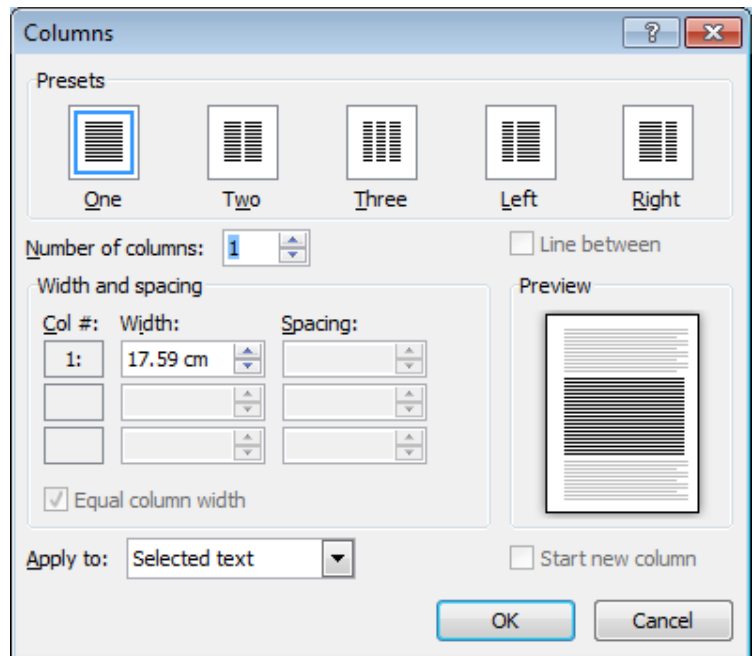 Columns
Presets
One Two Three Left Right
Number of columns: 1 Line between
Width and spacing Preview
Col #: Width: Spacing:
1: 17.59 cm
Equal column width
Apply to: Selected text Start new column
OK Cancel